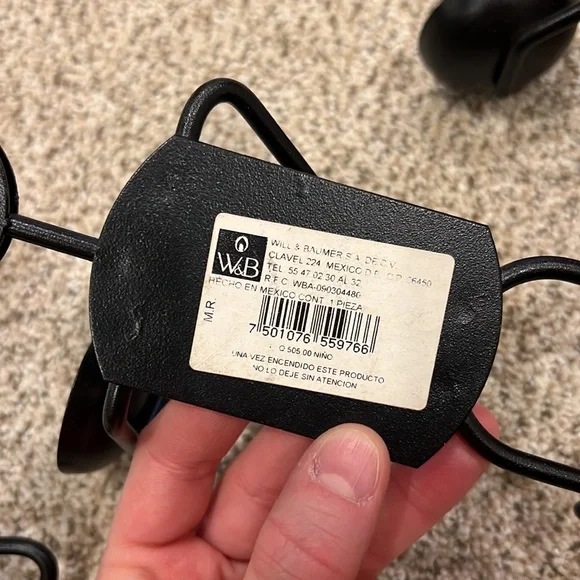 W&B
WILL & BAUMER S.A. DE C.V.
CLAVEL 224 MEXICO D.F. C.P. 06450
TEL. 55 47 02 30 AL 32
R.F.C. WBA-090304480
HECHO EN MEXICO CONT. 1 PIEZA
M.R.
7 501076 559766
505.00 NIÑO
UNA VEZ ENCENDIDO ESTE PRODUCTO
NO LO DEJE SIN ATENCION